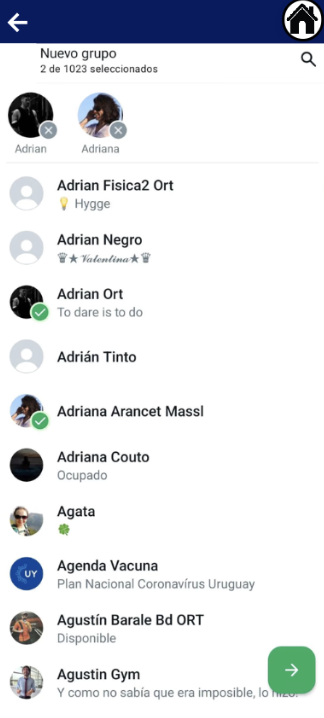 Nuevo grupo
2 de 1023 seleccionados
Adrian
Adriana
Adrian Fisica2 Ort
💡 Hygge
Adrian Negro
♛★𝓥𝓪𝓵𝓮𝓷𝓽𝓲𝓷𝓪★♛
Adrian Ort
To dare is to do
Adrián Tinto
Adriana Arancet Massl
Adriana Couto
Ocupado
Agata
🍀
UY
Agenda Vacuna
Plan Nacional Coronavírus Uruguay
Agustín Barale Bd ORT
Disponible
Agustin Gym
Y como no sabía que era imposible, lo hizo.